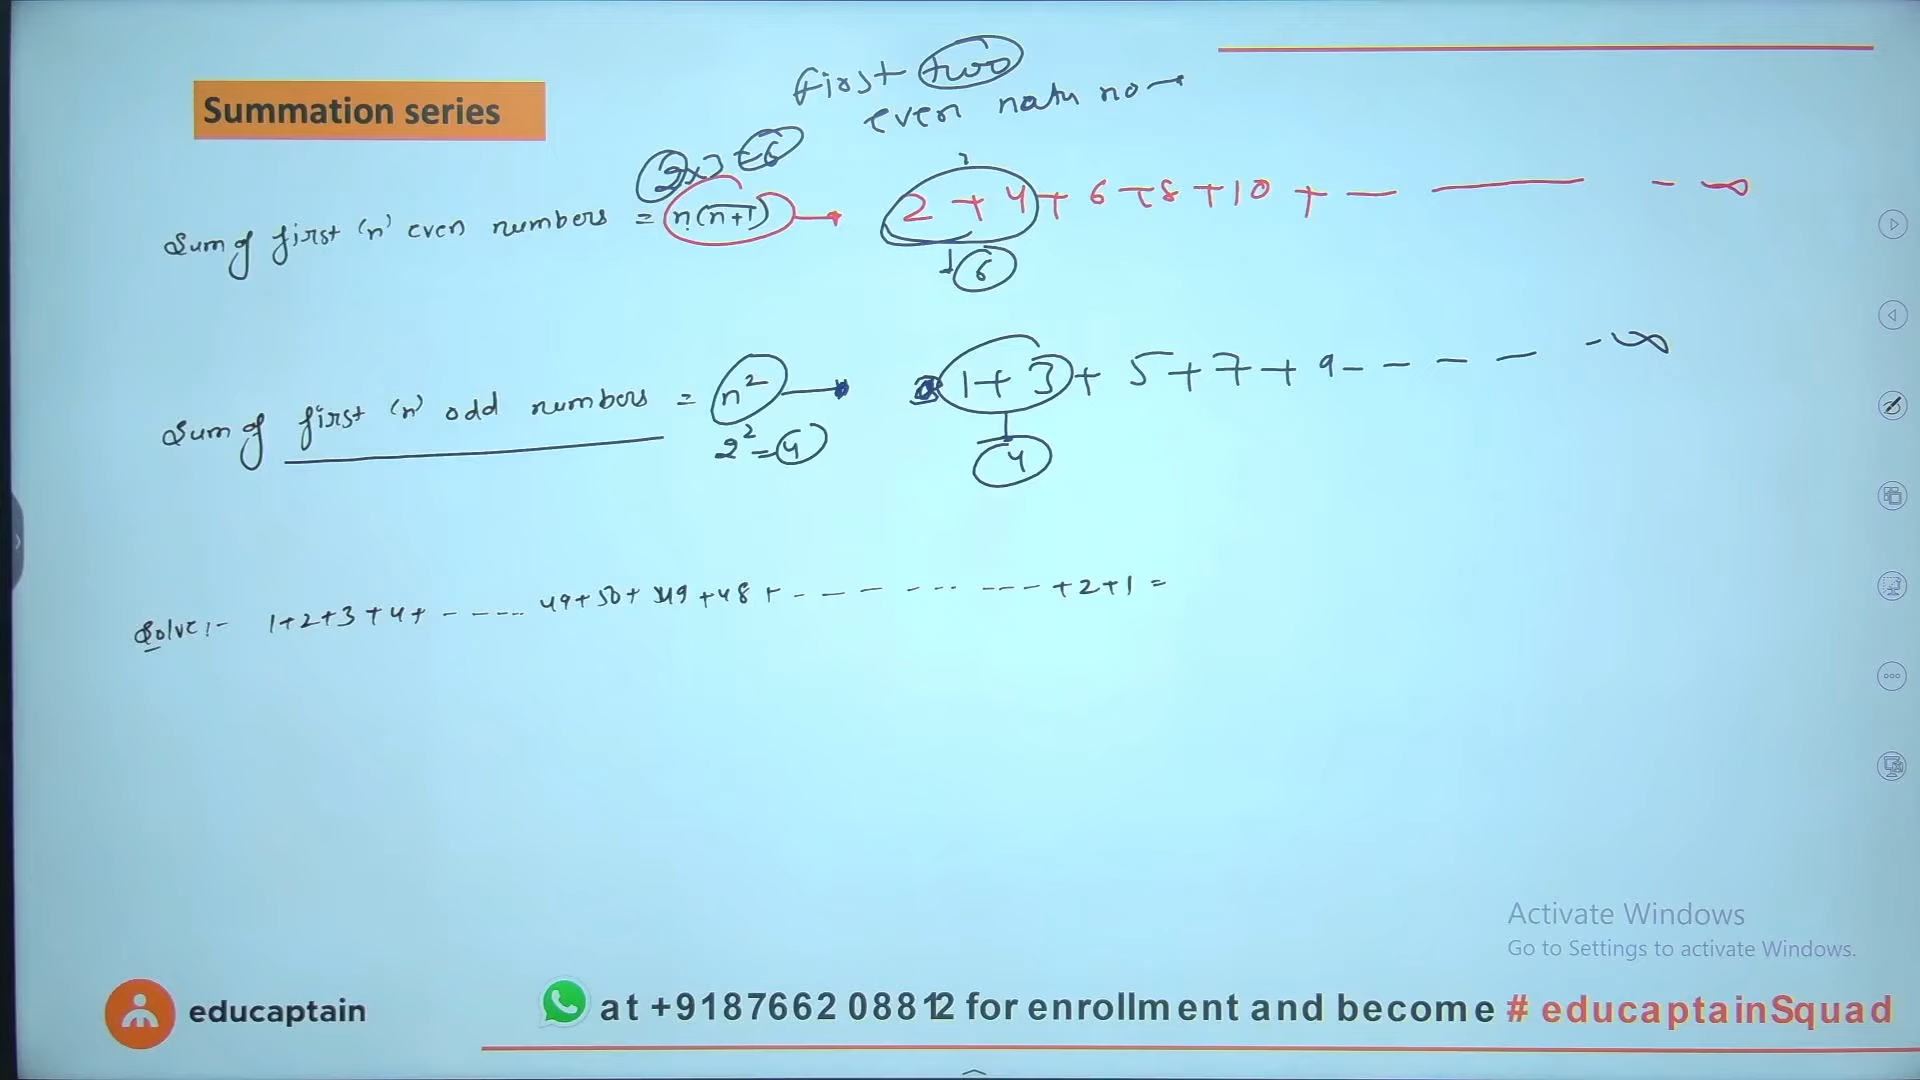 Summation series
first two
even natu no
2x3=6
Sum of first 'n' even numbers = n(n+1) → 2 + 4 + 6 + 8 + 10 + — — - ∞
6
Sum of first 'n' odd numbers = n² → 1 + 3 + 5 + 7 + 9 - - - - - ∞
2² = 4
4
Solve:- 1+2+3+4+ - - - - ... 49+50+49+48+ - - - - - ... - - - - +2+1 =
Activate Windows
Go to Settings to activate Windows.
educaptain
at +9187662 08812 for enrollment and become # educaptainSquad